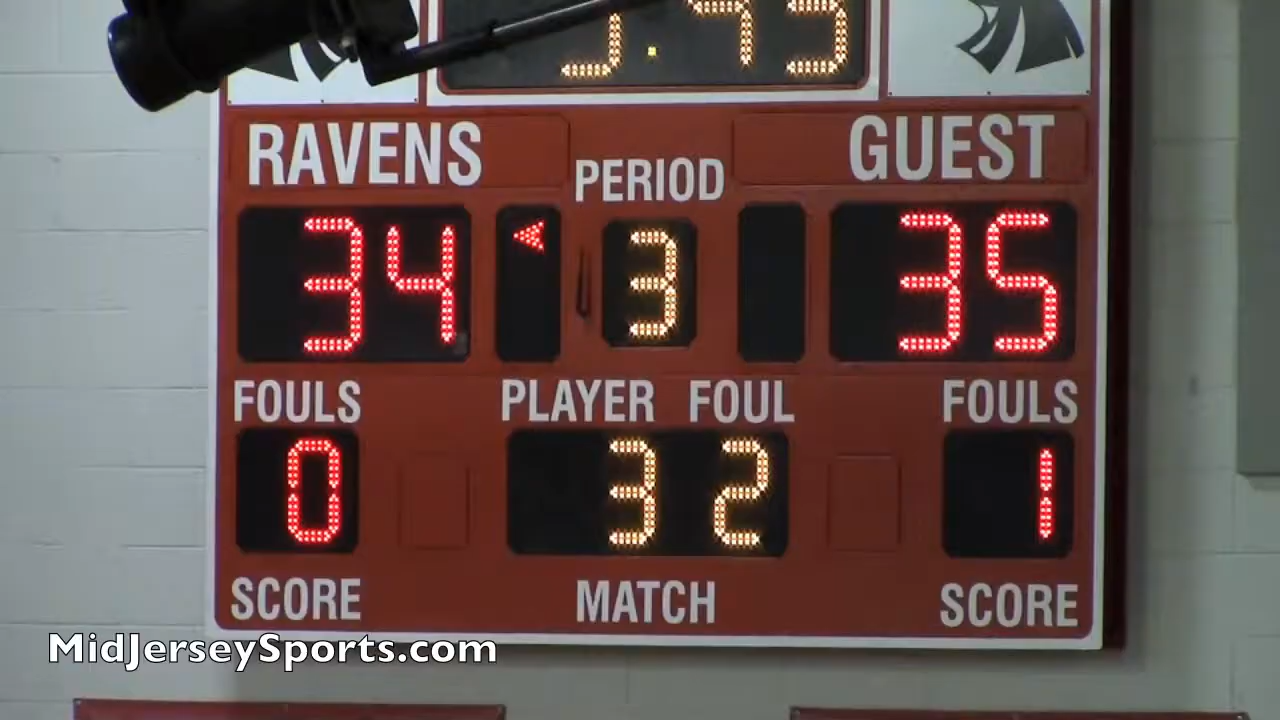 RAVENS
GUEST
PERIOD
34
3
35
FOULS
PLAYER FOUL
FOULS
0
3 2
1
SCORE
MATCH
SCORE
MidJerseySports.com